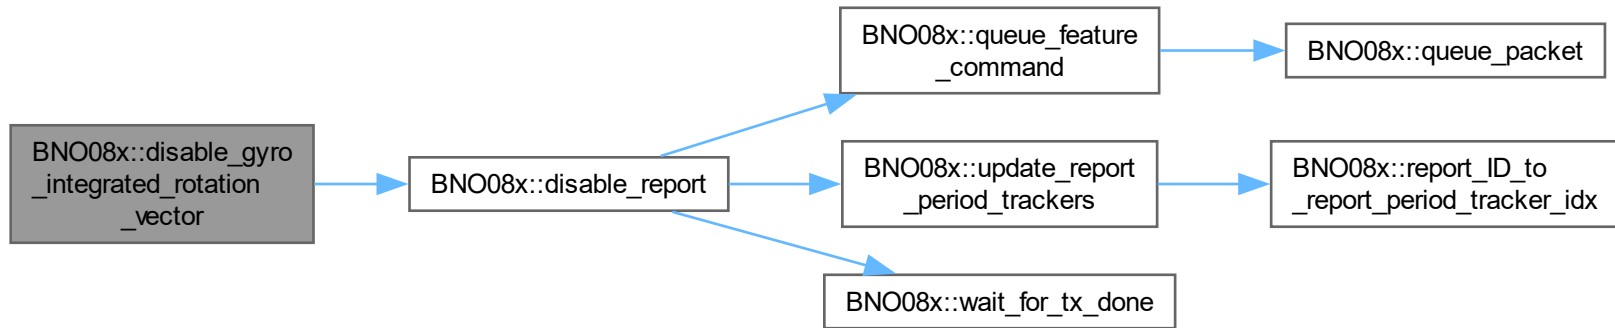 BNO08x::disable_gyro
_integrated_rotation
_vector
BNO08x::disable_report
BNO08x::queue_feature
_command
BNO08x::queue_packet
BNO08x::update_report
_period_trackers
BNO08x::report_ID_to
_report_period_tracker_idx
BNO08x::wait_for_tx_done